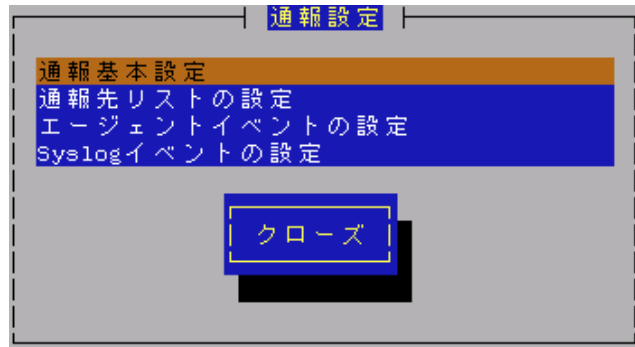 通報設定
通報基本設定
通報先リストの設定
エージェントイベントの設定
Syslogイベントの設定
クローズ